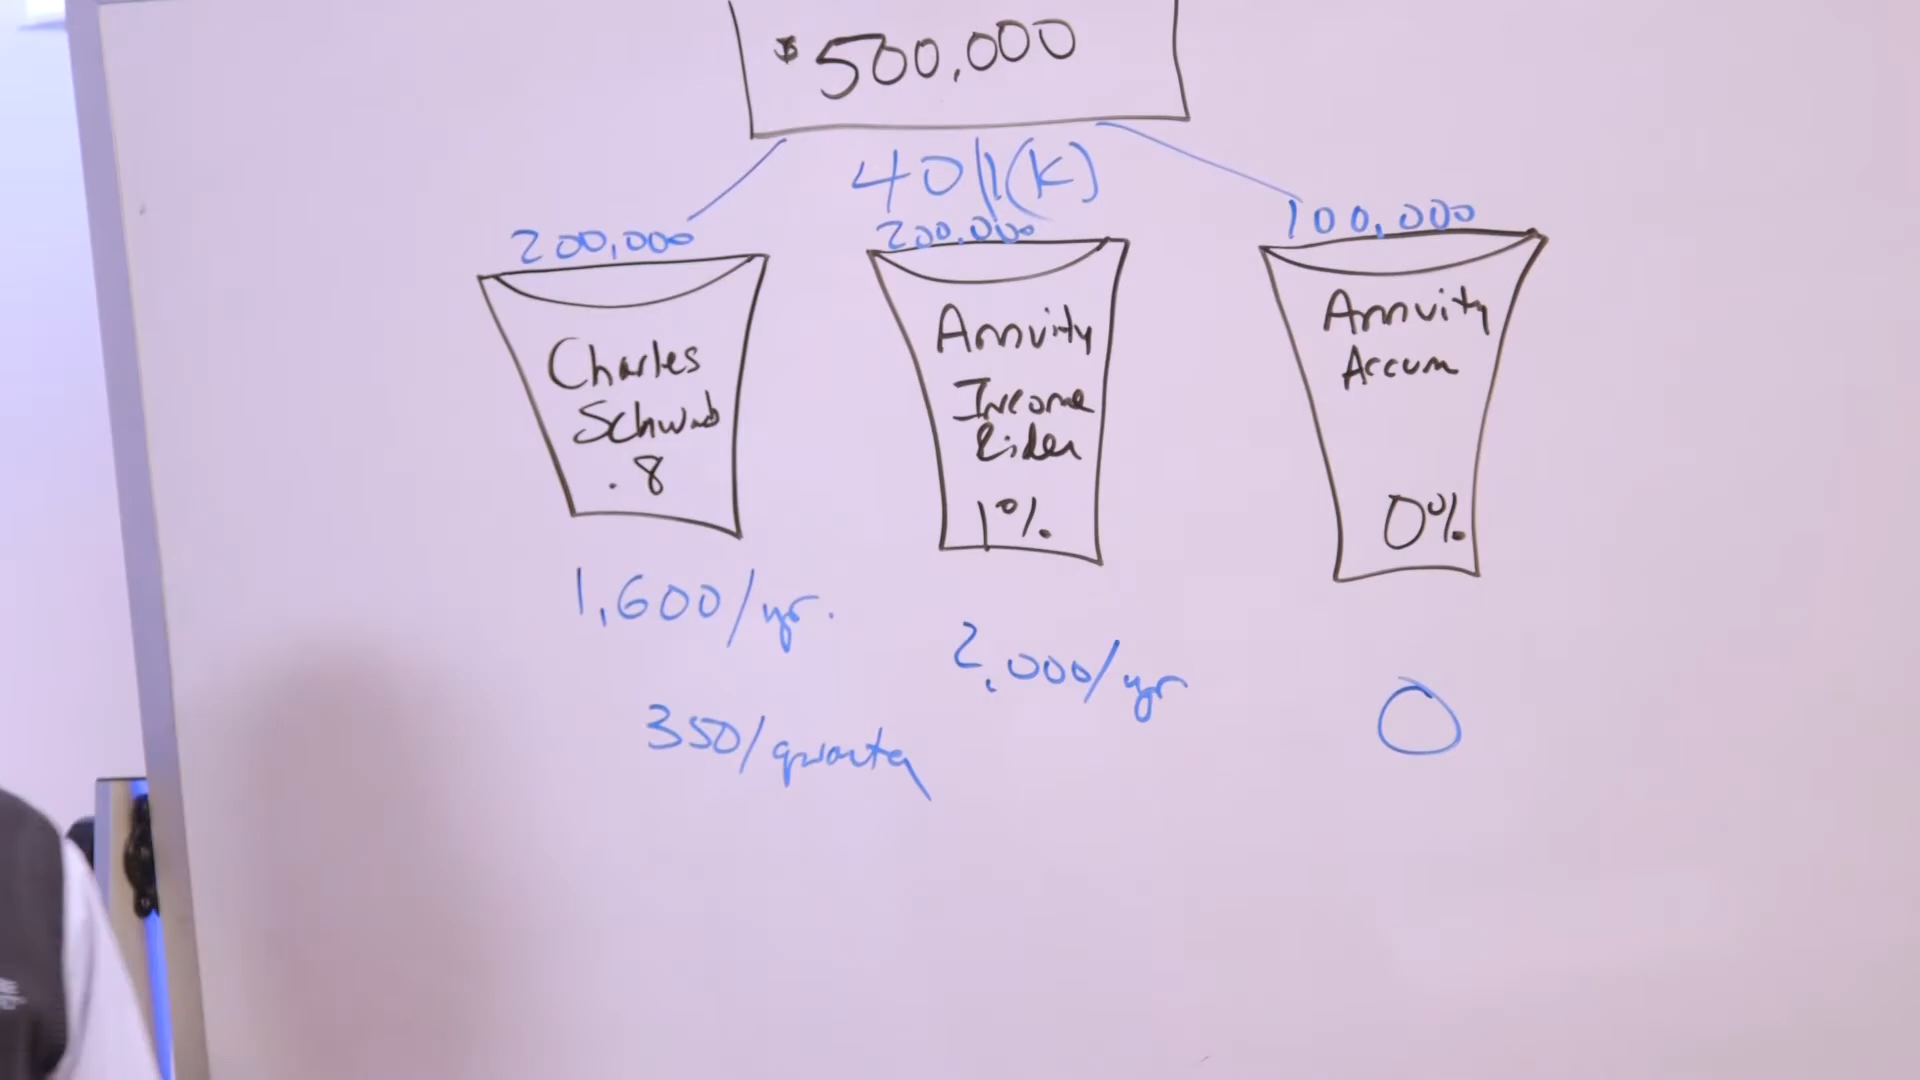 $500,000
401(k)
200,000
200,000
100,000
Charles
Schwab
.8
Annuity
Income
Rider
1%
Annuity
Accum
0%
1,600/yr.
2,000/yr
350/quarter
0